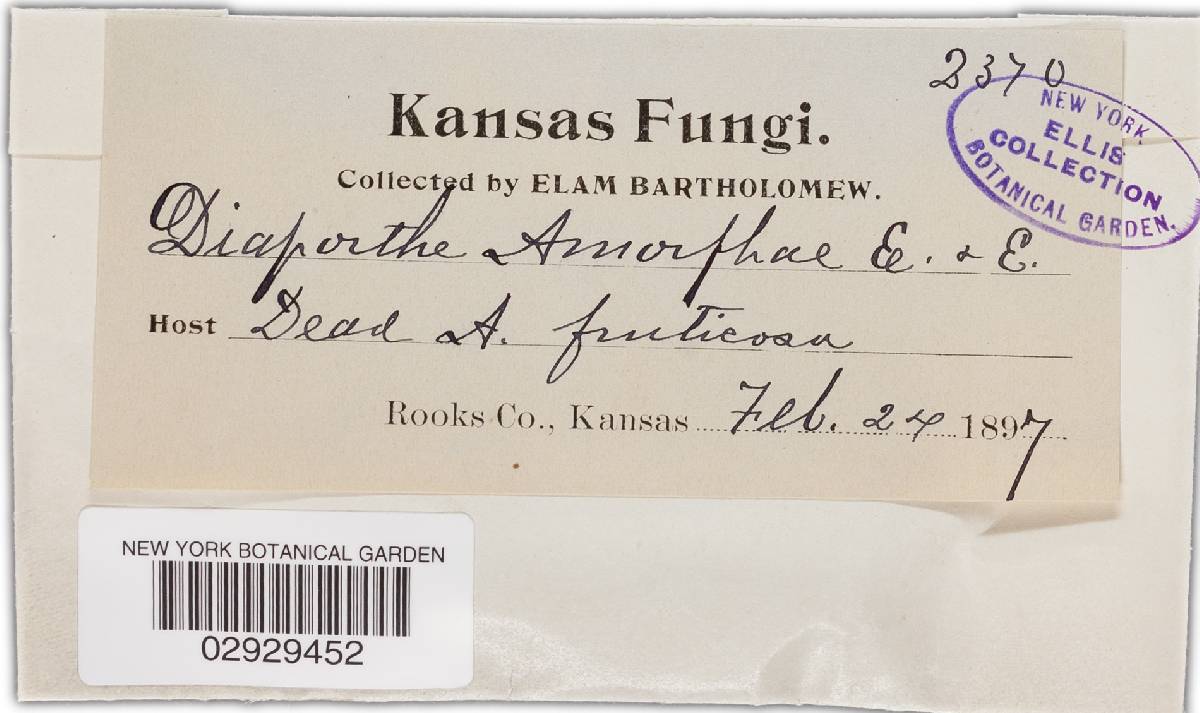 2370
NEW YORK
ELLIS
COLLECTION
BOTANICAL GARDEN.
Kansas Fungi.
Collected by ELAM BARTHOLOMEW.
Diaporthe Amorphae E. & E.
Host Dead A. fruticosa
Rooks Co., Kansas Feb. 24 1897
NEW YORK BOTANICAL GARDEN
02929452